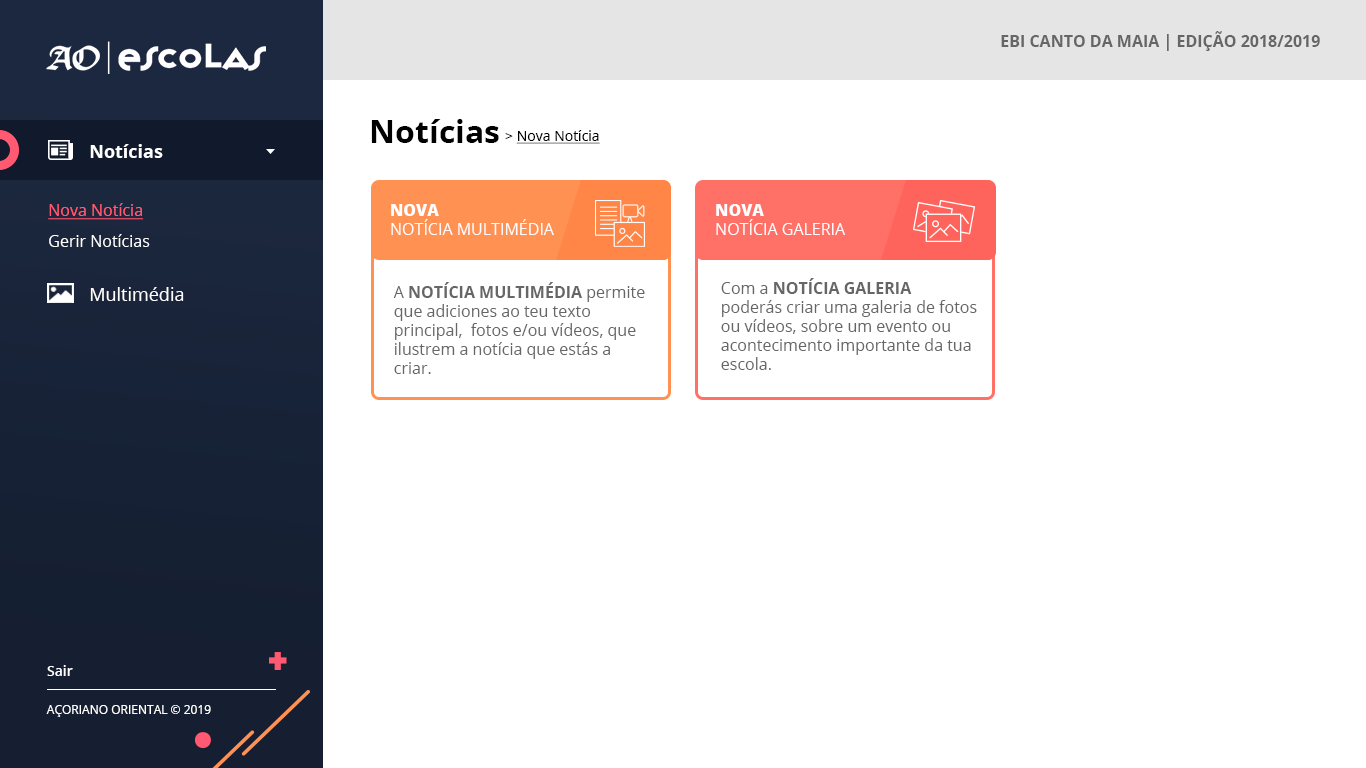 AO | escoLas
EBI CANTO DA MAIA | EDIÇÃO 2018/2019
Notícias
Nova Notícia
Gerir Notícias
Multimédia
Sair
AÇORIANO ORIENTAL © 2019
Notícias > Nova Notícia
NOVA
NOTÍCIA MULTIMÉDIA
A NOTÍCIA MULTIMÉDIA permite
que adiciones ao teu texto
principal,  fotos e/ou vídeos, que
ilustrem a notícia que estás a
criar.
NOVA
NOTÍCIA GALERIA
Com a NOTÍCIA GALERIA
poderás criar uma galeria de fotos
ou vídeos, sobre um evento ou
acontecimento importante da tua
escola.